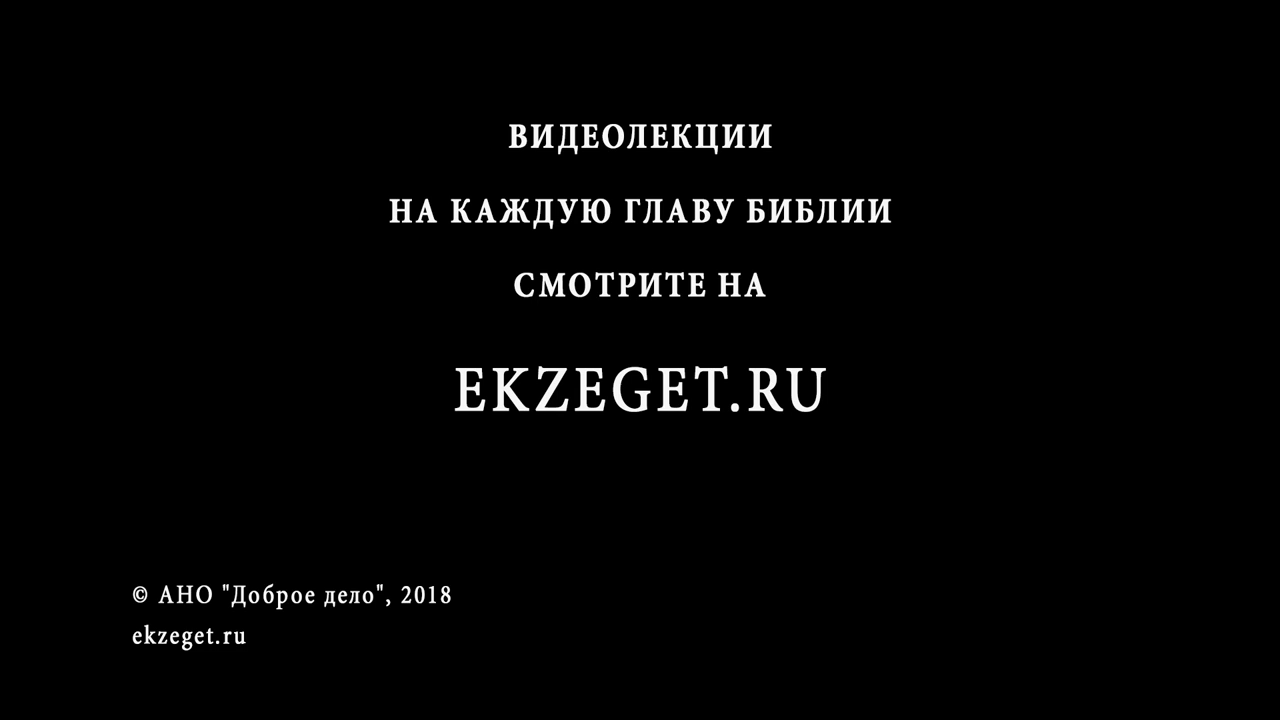 ВИДЕОЛЕКЦИИ
НА КАЖДУЮ ГЛАВУ БИБЛИИ
СМОТРИТЕ НА
EKZEGET.RU
© АНО "Доброе дело", 2018
ekzeget.ru